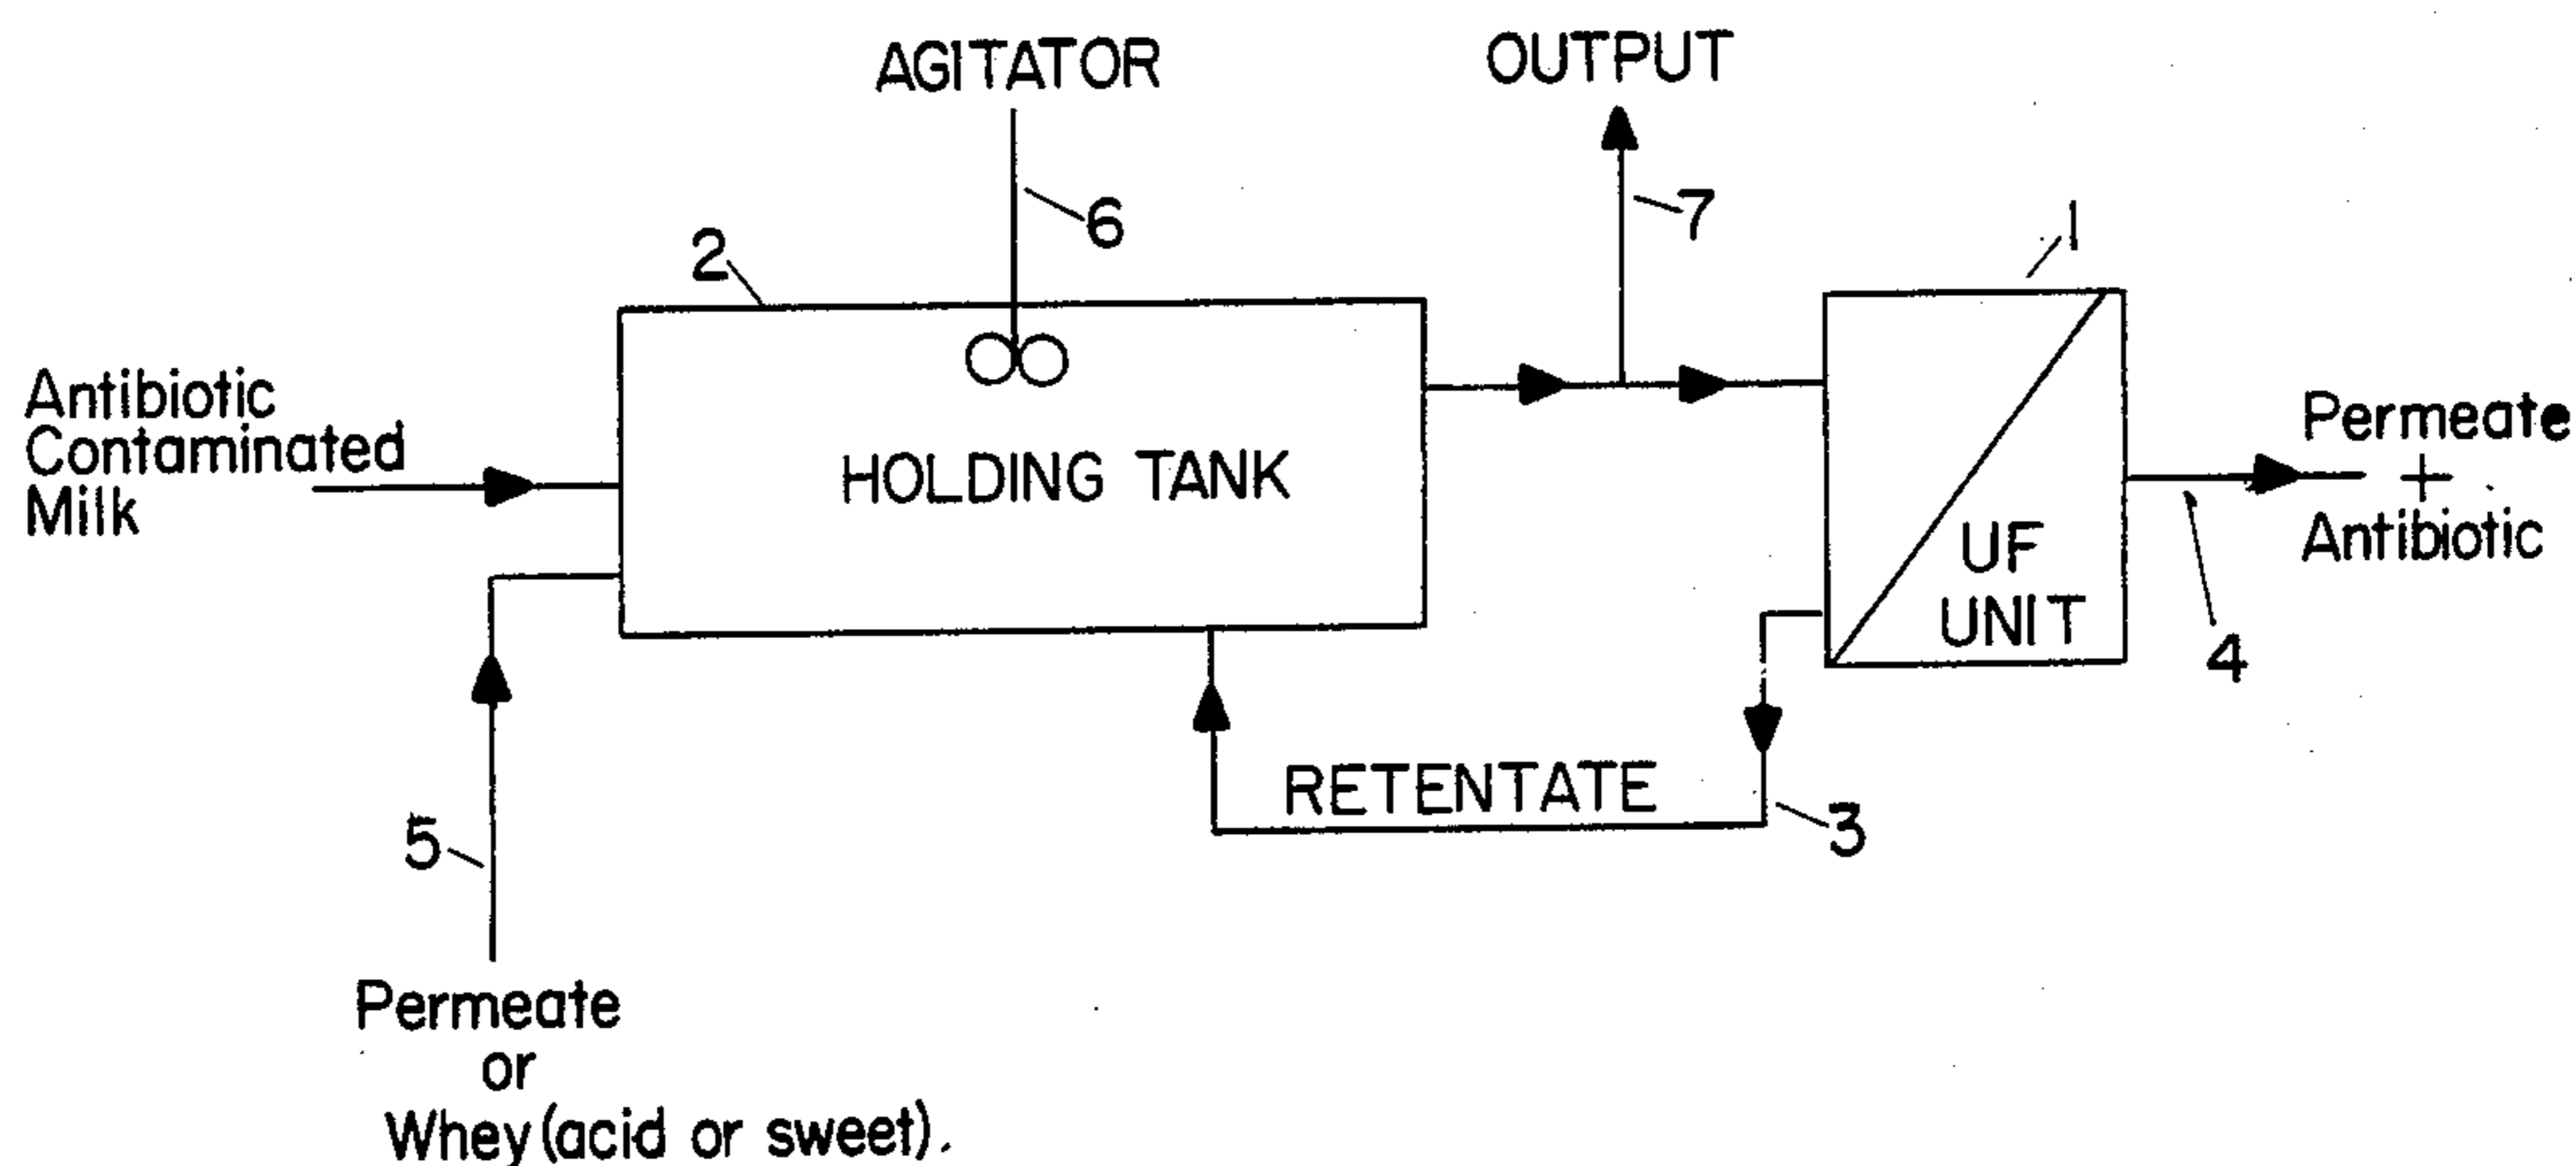 AGITATOR
OUTPUT
6
7
2
1
Antibiotic
Contaminated
Milk
HOLDING TANK
UF
UNIT
Permeate
+
Antibiotic
4
RETENTATE
3
5
Permeate
or
Whey (acid or sweet).